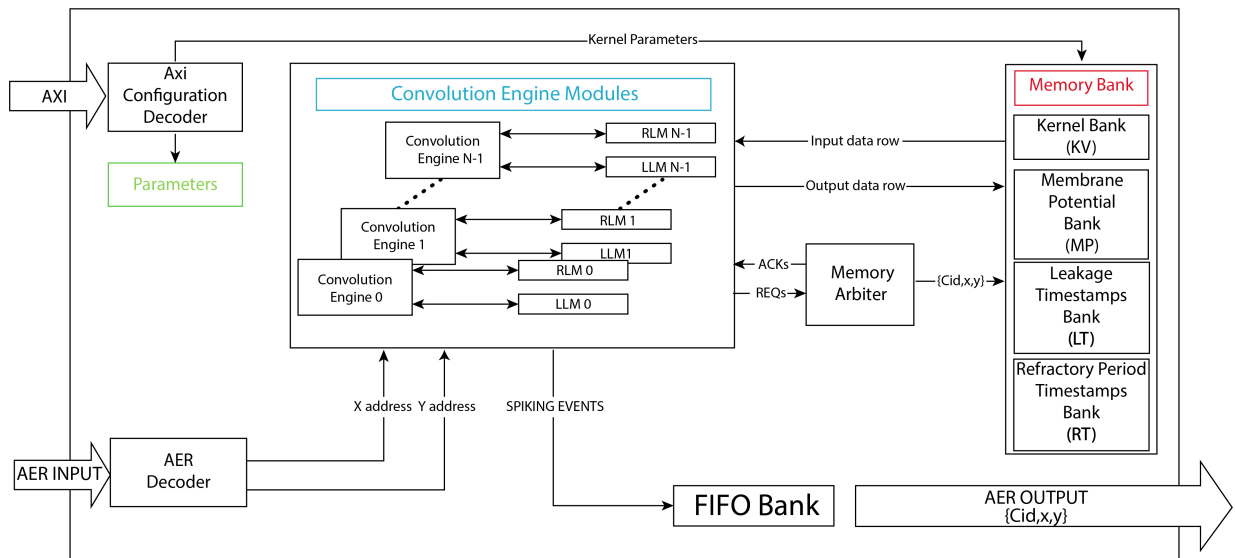 Kernel Parameters
AXI
Axi
Configuration
Decoder
Parameters
Convolution Engine Modules
Convolution
Engine N-1
RLM N-1
LLM N-1
Convolution
Engine 1
RLM 1
LLM1
Convolution
Engine 0
RLM 0
LLM 0
Input data row
Output data row
ACKs
REQs
Memory
Arbiter
{Cid,x,y}
Memory Bank
Kernel Bank
(KV)
Membrane
Potential
Bank
(MP)
Leakage
Timestamps
Bank
(LT)
Refractory Period
Timestamps
Bank
(RT)
X address
Y address
SPIKING EVENTS
AER INPUT
AER
Decoder
FIFO Bank
AER OUTPUT
{Cid,x,y}